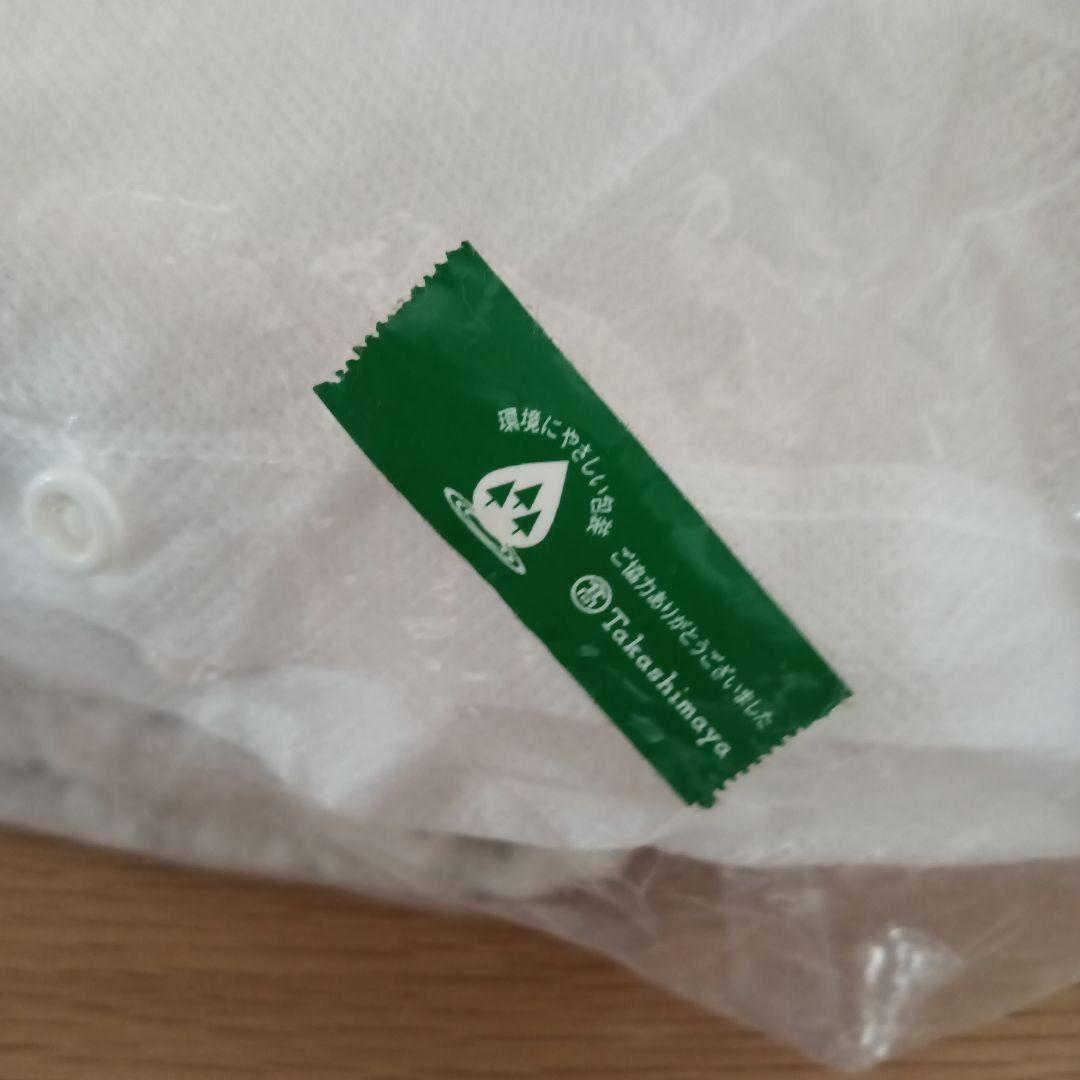 環境にやさしい包装
ご協力ありがとうございました
髙 Takashimaya